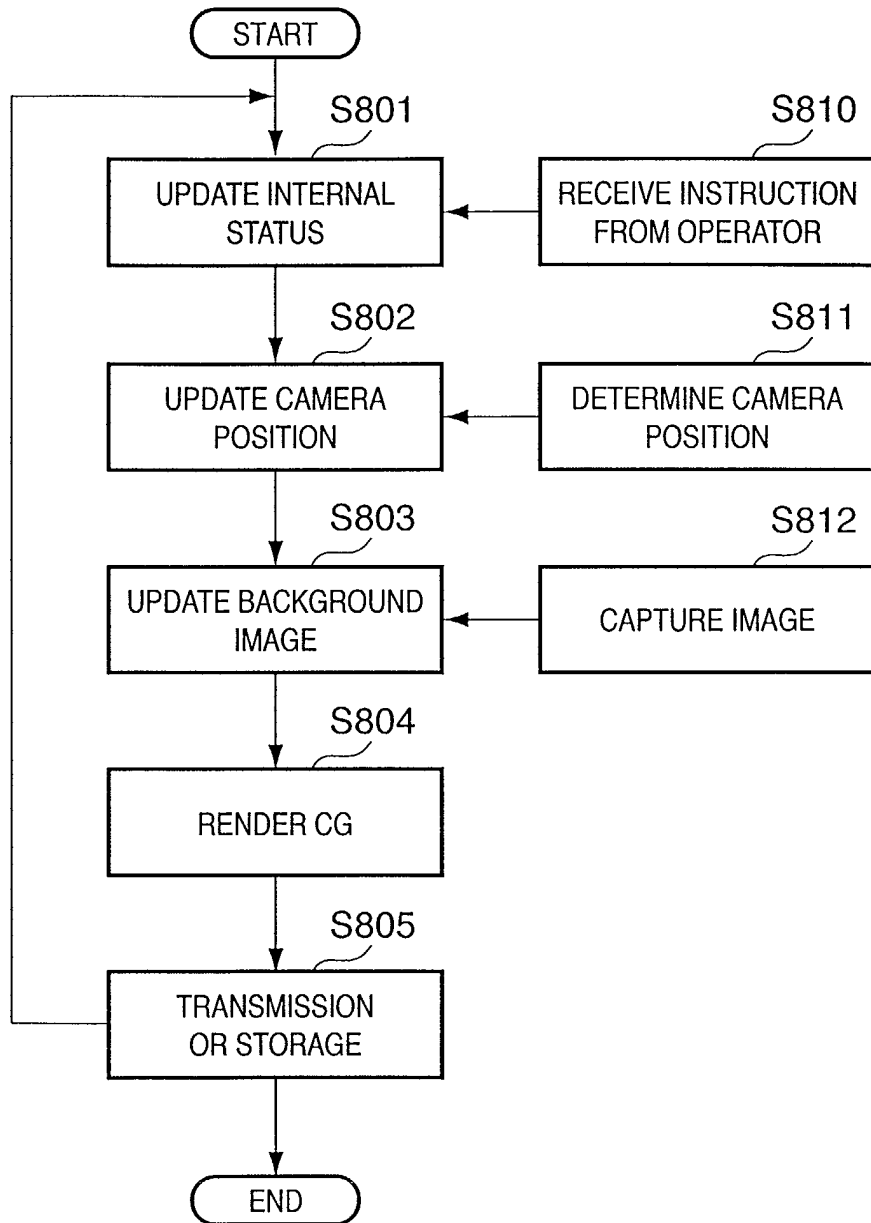 START
S801
UPDATE INTERNAL
STATUS
S810
RECEIVE INSTRUCTION
FROM OPERATOR
S802
UPDATE CAMERA
POSITION
S811
DETERMINE CAMERA
POSITION
S803
UPDATE BACKGROUND
IMAGE
S812
CAPTURE IMAGE
S804
RENDER CG
S805
TRANSMISSION
OR STORAGE
END